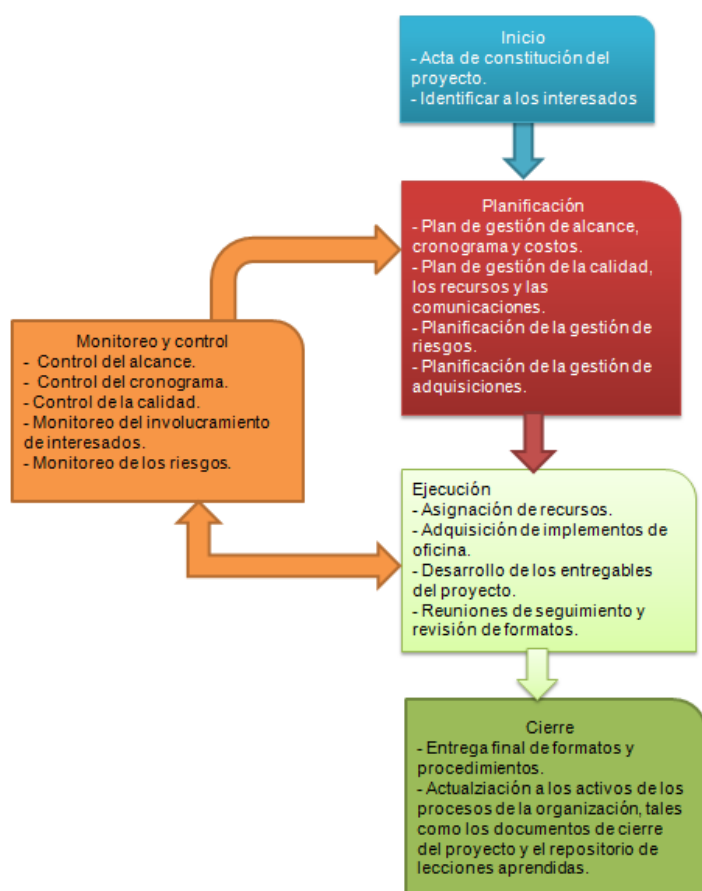 Inicio
- Acta de constitución del
proyecto.
- Identificar a los interesados
Planificación
- Plan de gestión de alcance,
cronograma y costos.
- Plan de gestión de la calidad,
los recursos y las
comunicaciones.
- Planificación de la gestión de
riesgos.
- Planificación de la gestión de
adquisiciones.
Monitoreo y control
- Control del alcance.
- Control del cronograma.
- Control de la calidad.
- Monitoreo del involucramiento
de interesados.
- Monitoreo de los riesgos.
Ejecución
- Asignación de recursos.
- Adquisición de implementos de
oficina.
- Desarrollo de los entregables
del proyecto.
- Reuniones de seguimiento y
revisión de formatos.
Cierre
- Entrega final de formatos y
procedimientos.
- Actualziación a los activos de los
procesos de la organización, tales
como los documentos de cierre
del proyecto y el repositorio de
lecciones aprendidas.